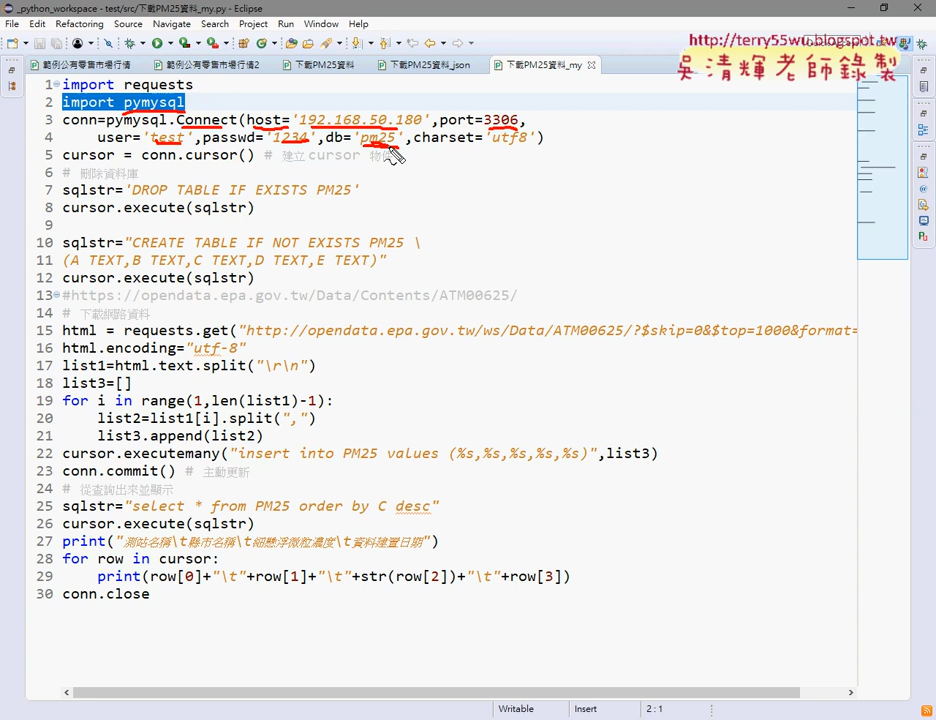 _python_workspace - test/src/下載PM25資料_my.py - Eclipse
File Edit Refactoring Source Navigate Search Project Run Window Help
http://terry55wu.blogspot.tw
吳清輝老師錄製
範例公有零售市場行情 範例公有零售市場行情2 下載PM25資料 下載PM25資料_json 下載PM25資料_my
1 import requests
2 import pymysql
3 conn=pymysql.Connect(host='192.168.50.180',port=3306,
4 user='test',passwd='1234',db='pm25',charset='utf8')
5 cursor = conn.cursor() # 建立 cursor 物件
6 # 刪除資料庫
7 sqlstr='DROP TABLE IF EXISTS PM25'
8 cursor.execute(sqlstr)
9
10 sqlstr="CREATE TABLE IF NOT EXISTS PM25 \
11 (A TEXT,B TEXT,C TEXT,D TEXT,E TEXT)"
12 cursor.execute(sqlstr)
13 #https://opendata.epa.gov.tw/Data/Contents/ATM00625/
14 # 下載網路資料
15 html = requests.get("http://opendata.epa.gov.tw/ws/Data/ATM00625/?$skip=0&$top=1000&format=
16 html.encoding="utf-8"
17 list1=html.text.split("\r\n")
18 list3=[]
19 for i in range(1,len(list1)-1):
20 list2=list1[i].split(",")
21 list3.append(list2)
22 cursor.executemany("insert into PM25 values (%s,%s,%s,%s,%s)",list3)
23 conn.commit() # 主動更新
24 # 從查詢出來並顯示
25 sqlstr="select * from PM25 order by C desc"
26 cursor.execute(sqlstr)
27 print("測站名稱\t縣市名稱\t細懸浮微粒濃度\t資料建置日期")
28 for row in cursor:
29 print(row[0]+"\t"+row[1]+"\t"+str(row[2])+"\t"+row[3])
30 conn.close
Writable Insert 2 : 1